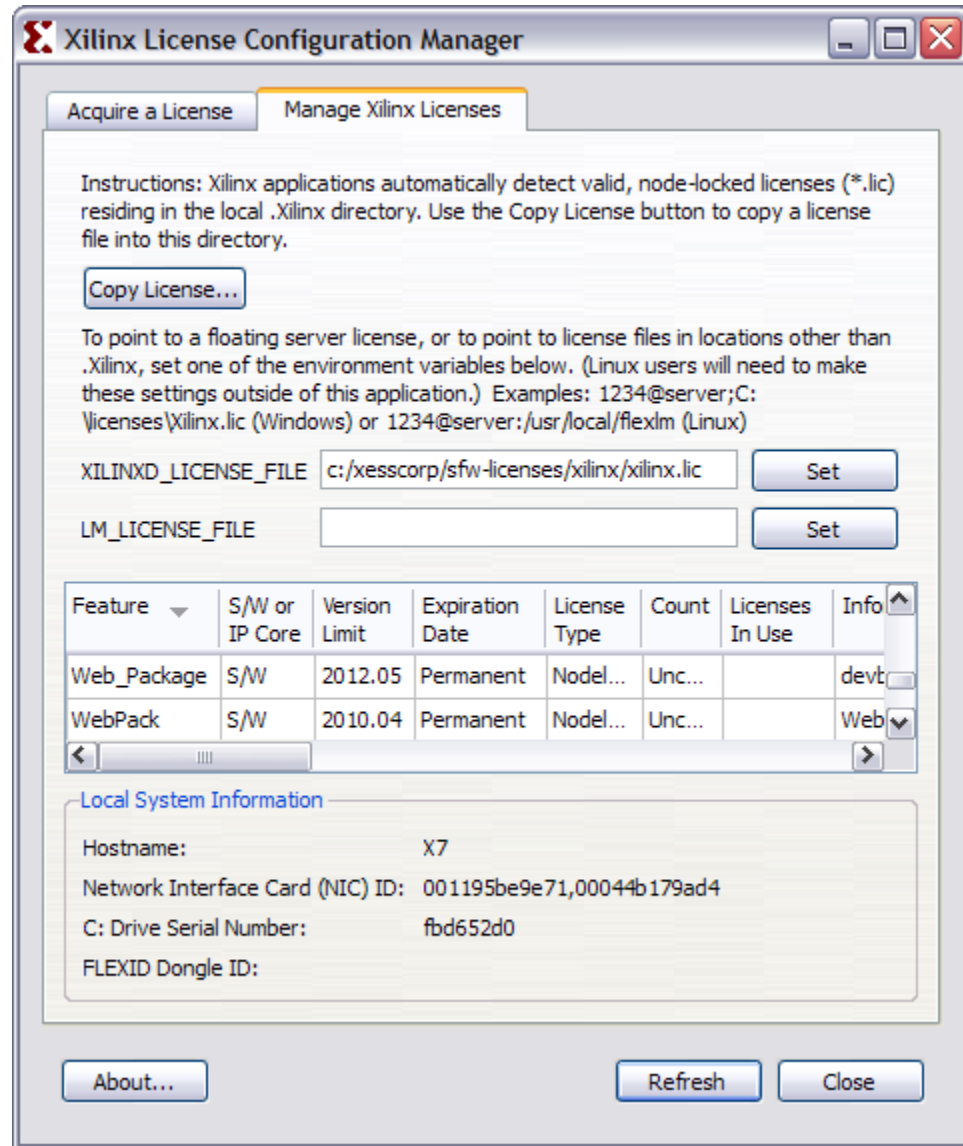 Xilinx License Configuration Manager
Acquire a License
Manage Xilinx Licenses
Instructions: Xilinx applications automatically detect valid, node-locked licenses (*.lic)
residing in the local .Xilinx directory. Use the Copy License button to copy a license
file into this directory.
Copy License...
To point to a floating server license, or to point to license files in locations other than
.Xilinx, set one of the environment variables below. (Linux users will need to make
these settings outside of this application.)  Examples: 1234@server;C:
\licenses\Xilinx.lic (Windows) or 1234@server:/usr/local/flexlm (Linux)
XILINXD_LICENSE_FILE c:/xesscorp/sfw-licenses/xilinx/xilinx.lic Set
LM_LICENSE_FILE Set
Feature S/W or IP Core Version Limit Expiration Date License Type Count Licenses In Use Info
Web_Package S/W 2012.05 Permanent Nodel... Unc... devb
WebPack S/W 2010.04 Permanent Nodel... Unc... Web
Local System Information
Hostname: X7
Network Interface Card (NIC) ID: 001195be9e71,00044b179ad4
C: Drive Serial Number: fbd652d0
FLEXID Dongle ID:
About... Refresh Close